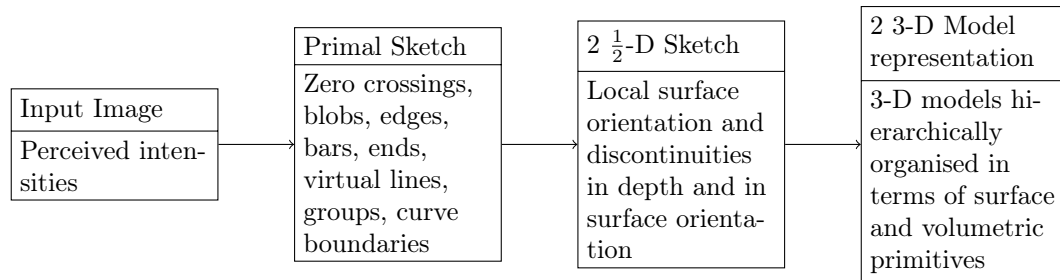 Input Image
Perceived inten-
sities
Primal Sketch
Zero crossings,
blobs, edges,
bars, ends,
virtual lines,
groups, curve
boundaries
2 ½-D Sketch
Local surface
orientation and
discontinuities
in depth and in
surface orienta-
tion
2 3-D Model
representation
3-D models hi-
erarchically
organised in
terms of surface
and volumetric
primitives